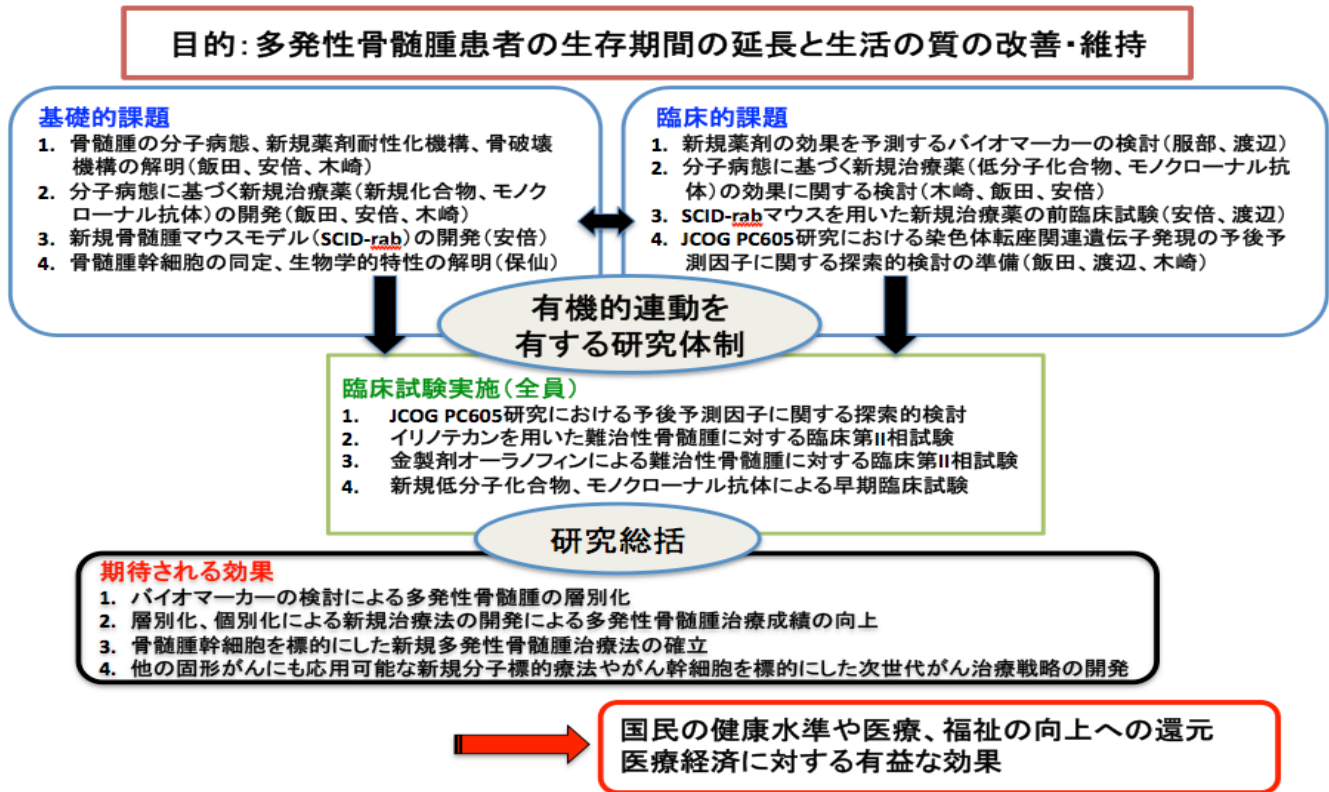 目的：多発性骨髄腫患者の生存期間の延長と生活の質の改善・維持
基礎的課題
1. 骨髄腫の分子病態、新規薬剤耐性化機構、骨破壊
機構の解明（飯田、安倍、木崎）
2. 分子病態に基づく新規治療薬（新規化合物、モノク
ローナル抗体）の開発（飯田、安倍、木崎）
3. 新規骨髄腫マウスモデル（SCID-rab）の開発（安倍）
4. 骨髄腫幹細胞の同定、生物学的特性の解明（保仙）
臨床的課題
1. 新規薬剤の効果を予測するバイオマーカーの検討（服部、渡辺）
2. 分子病態に基づく新規治療薬（低分子化合物、モノクローナル抗
体）の効果に関する検討（木崎、飯田、安倍）
3. SCID-rabマウスを用いた新規治療薬の前臨床試験（安倍、渡辺）
4. JCOG PC605研究における染色体転座関連遺伝子発現の予後予
測因子に関する探索的検討の準備（飯田、渡辺、木崎）
有機的連動を
有する研究体制
臨床試験実施（全員）
1. JCOG PC605研究における予後予測因子に関する探索的検討
2. イリノテカンを用いた難治性骨髄腫に対する臨床第II相試験
3. 金製剤オーラノフィンによる難治性骨髄腫に対する臨床第II相試験
4. 新規低分子化合物、モノクローナル抗体による早期臨床試験
研究総括
期待される効果
1. バイオマーカーの検討による多発性骨髄腫の層別化
2. 層別化、個別化による新規治療法の開発による多発性骨髄腫治療成績の向上
3. 骨髄腫幹細胞を標的にした新規多発性骨髄腫治療法の確立
4. 他の固形がんにも応用可能な新規分子標的療法やがん幹細胞を標的にした次世代がん治療戦略の開発
国民の健康水準や医療、福祉の向上への還元
医療経済に対する有益な効果